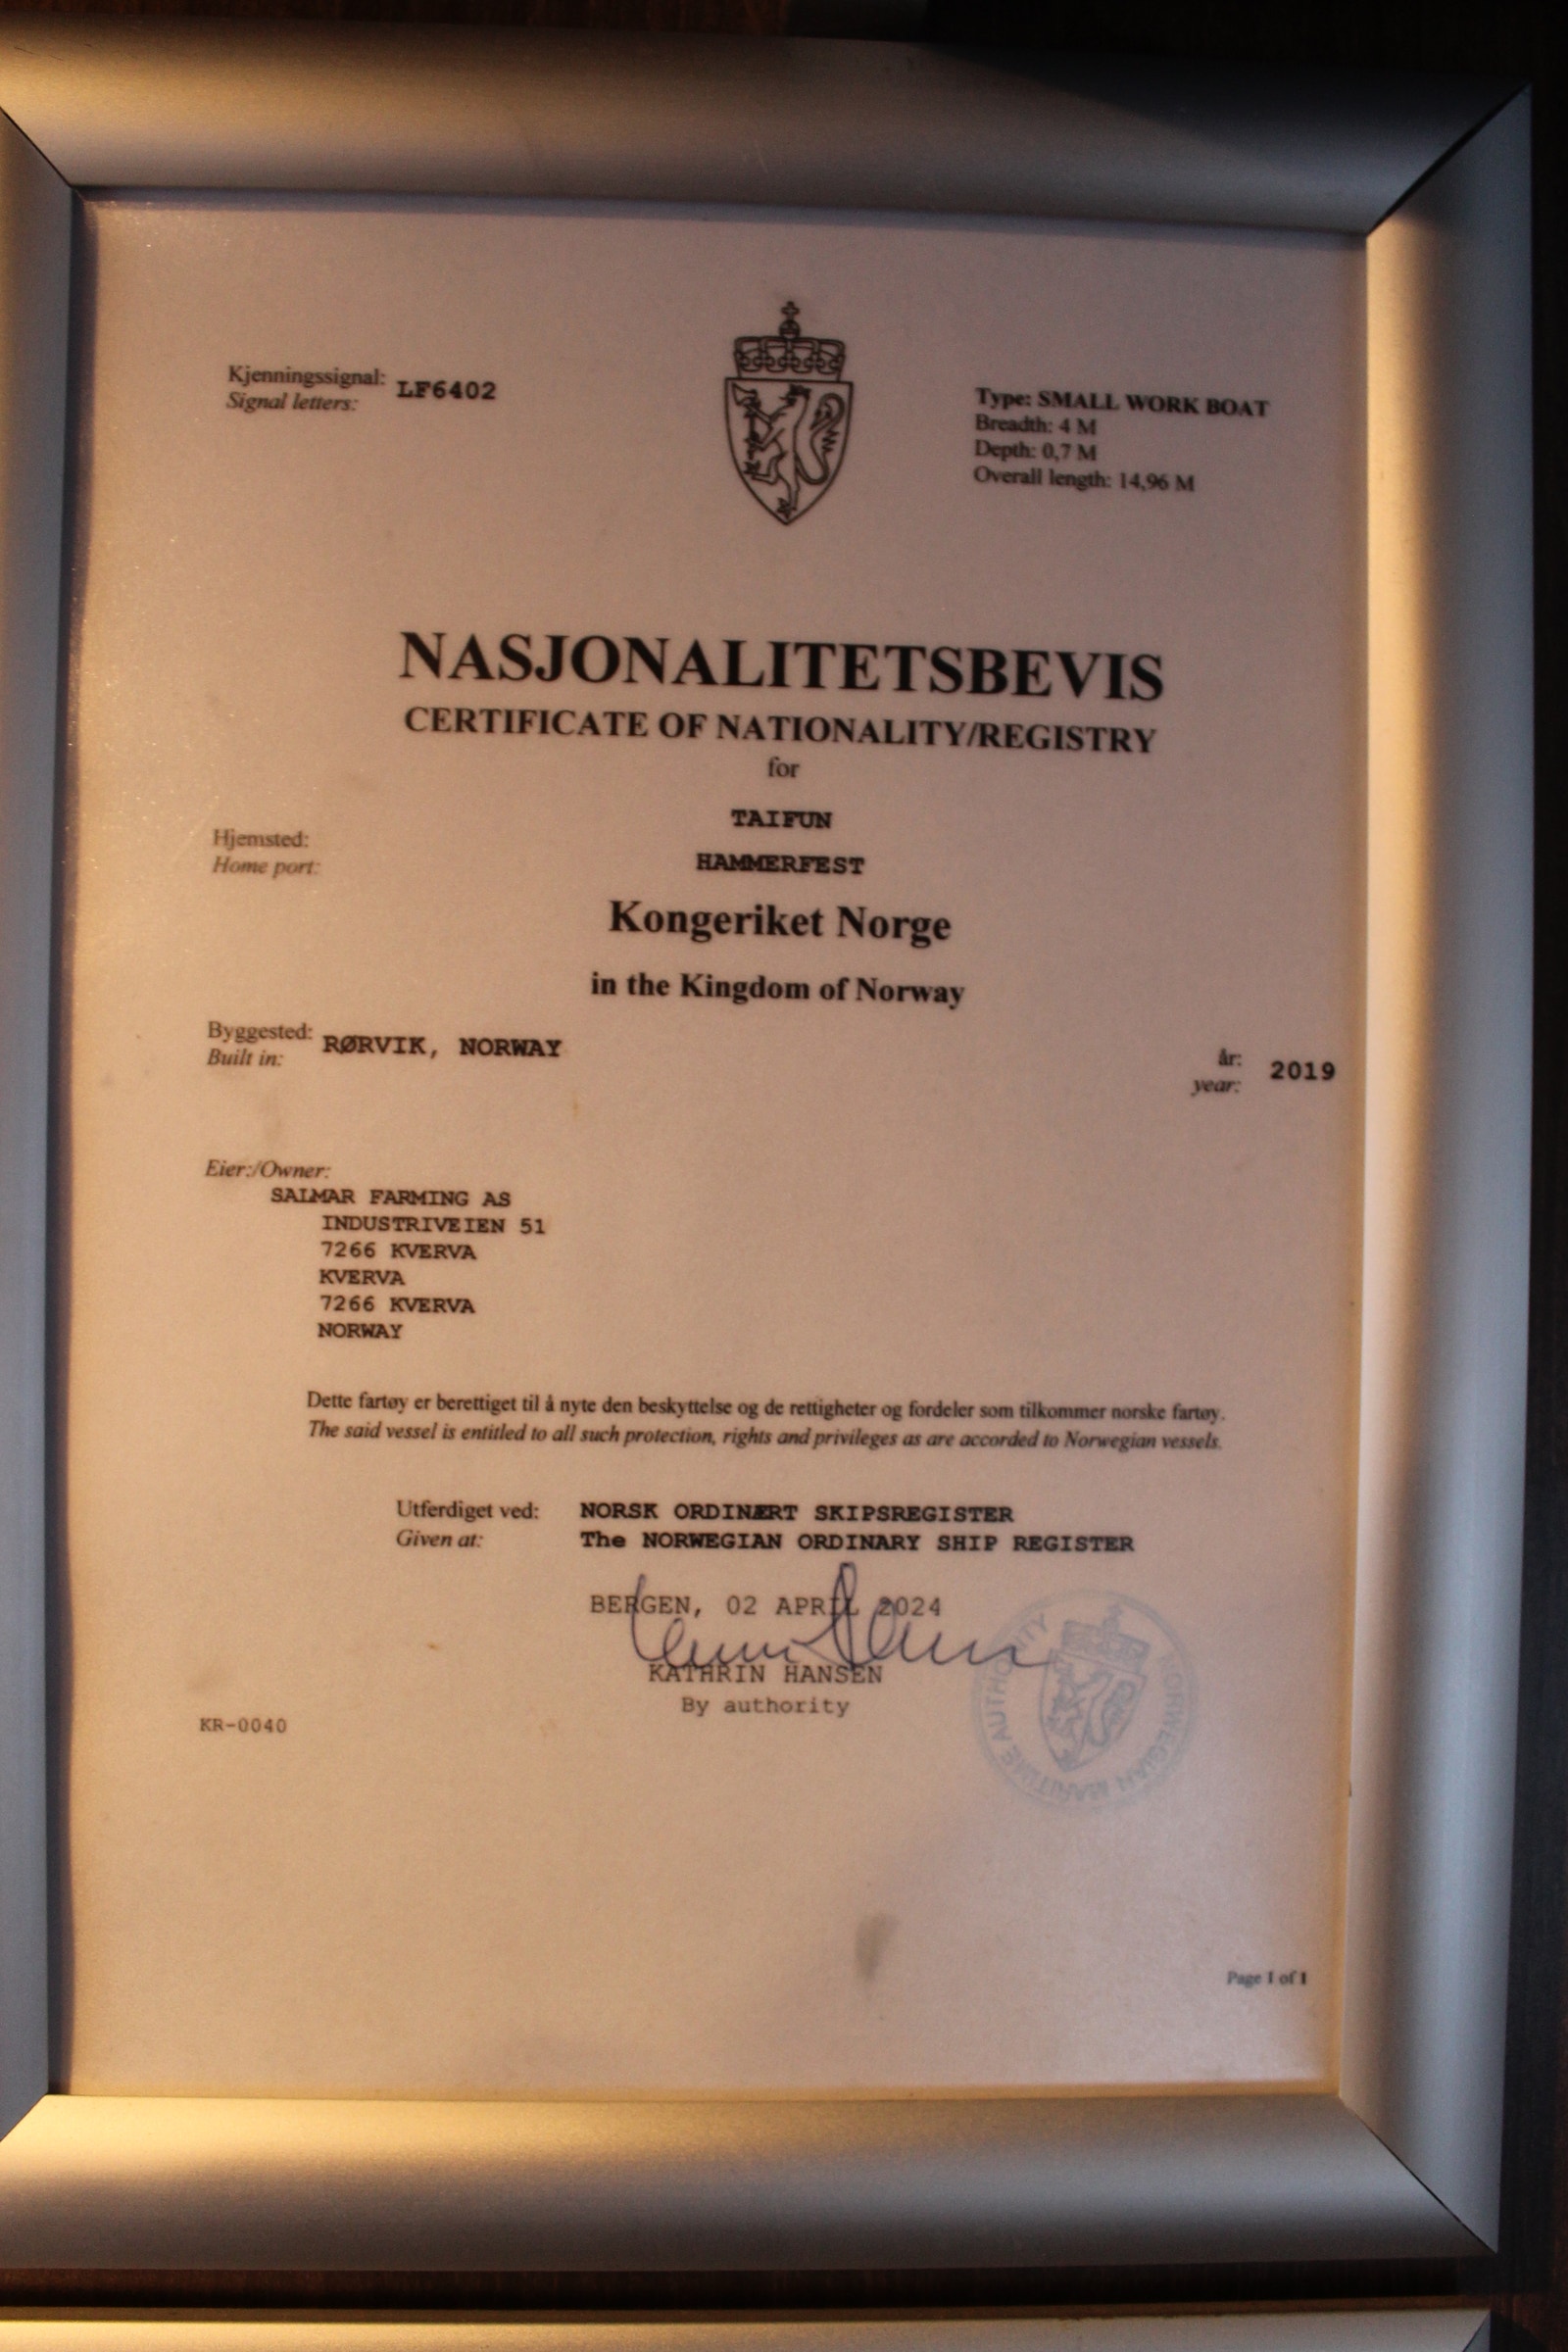 Kjenningssignal: LF6402
Signal letters:
Type: SMALL WORK BOAT
Breadth: 4 M
Depth: 0,7 M
Overall length: 14,96 M
NASJONALITETSBEVIS
CERTIFICATE OF NATIONALITY/REGISTRY
for
TAIFUN
Hjemsted:
Home port:
HAMMERFEST
Kongeriket Norge
in the Kingdom of Norway
Byggested: RØRVIK, NORWAY
Built in:
år: 2019
year:
Eier:/Owner:
SALMAR FARMING AS
INDUSTRIVEIEN 51
7266 KVERVA
KVERVA
7266 KVERVA
NORWAY
Dette fartøy er berettiget til å nyte den beskyttelse og de rettigheter og fordeler som tilkommer norske fartøy.
The said vessel is entitled to all such protection, rights and privileges as are accorded to Norwegian vessels.
Utferdiget ved: NORSK ORDINÆRT SKIPSREGISTER
Given at: The NORWEGIAN ORDINARY SHIP REGISTER
BERGEN, 02 APRIL 2024
KATHRIN HANSEN
By authority
NORWEGIAN MARITIME AUTHORITY
KR-0040
Page 1 of 1